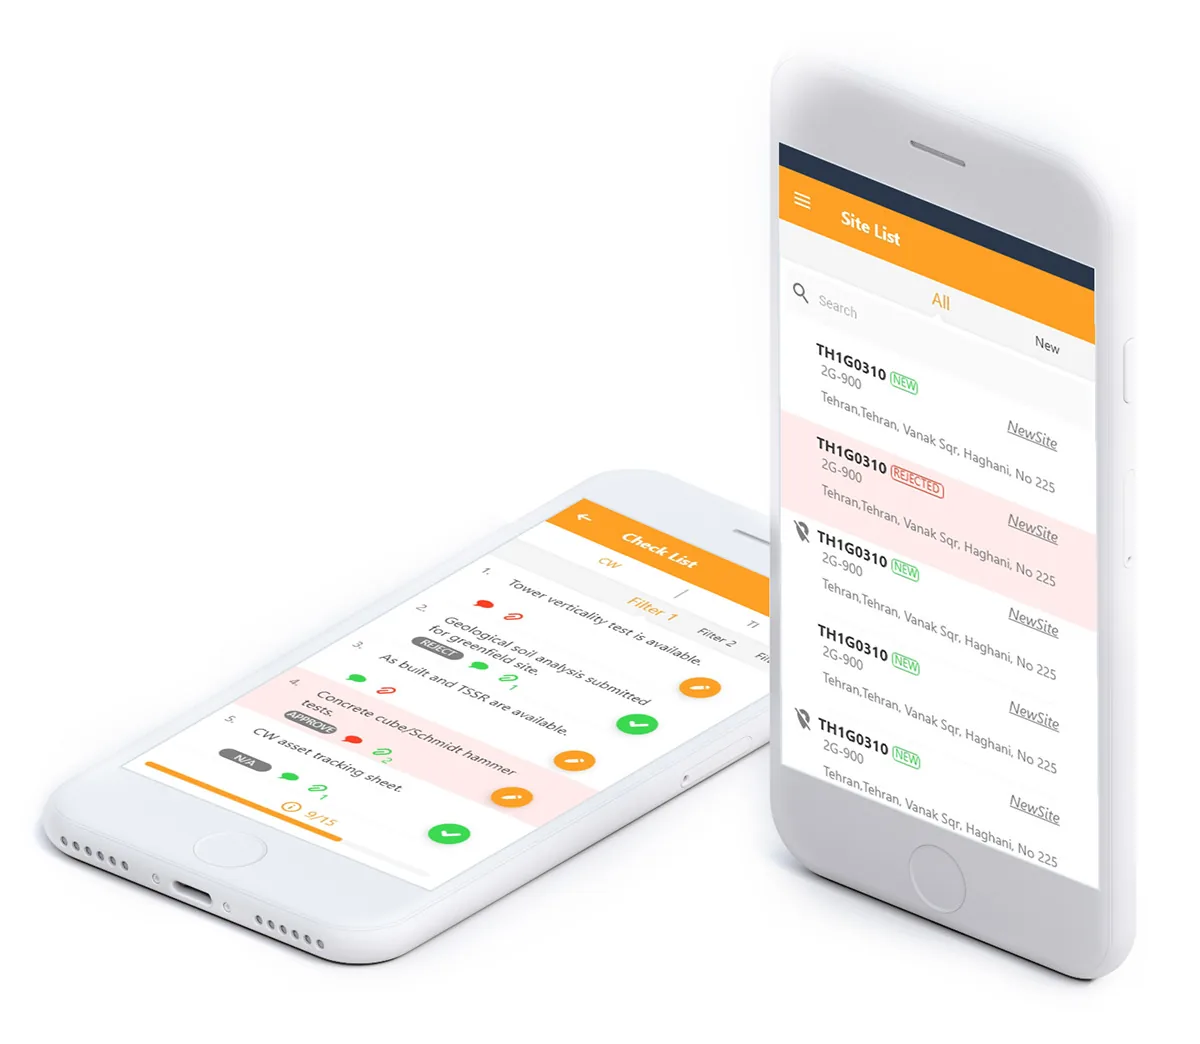 Check List
CW
TI
Filter 1
Filter 2
1.
Tower verticality test is available.
2.
Geological soil analysis submitted
for greenfield site.
REJECT
1
3.
As built and TSSR are available.
4.
Concrete cube/Schmidt hammer
tests.
APPROVE
2
5.
CW asset tracking sheet.
N/A
1
9/15
Site List
Search
All
New
TH1G0310 NEW
2G-900
NewSite
Tehran,Tehran, Vanak Sqr, Haghani, No 225
TH1G0310 REJECTED
2G-900
NewSite
Tehran,Tehran, Vanak Sqr, Haghani, No 225
TH1G0310 NEW
2G-900
NewSite
Tehran,Tehran, Vanak Sqr, Haghani, No 225
TH1G0310 NEW
2G-900
NewSite
Tehran,Tehran, Vanak Sqr, Haghani, No 225
TH1G0310 NEW
2G-900
NewSite
Tehran,Tehran, Vanak Sqr, Haghani, No 225